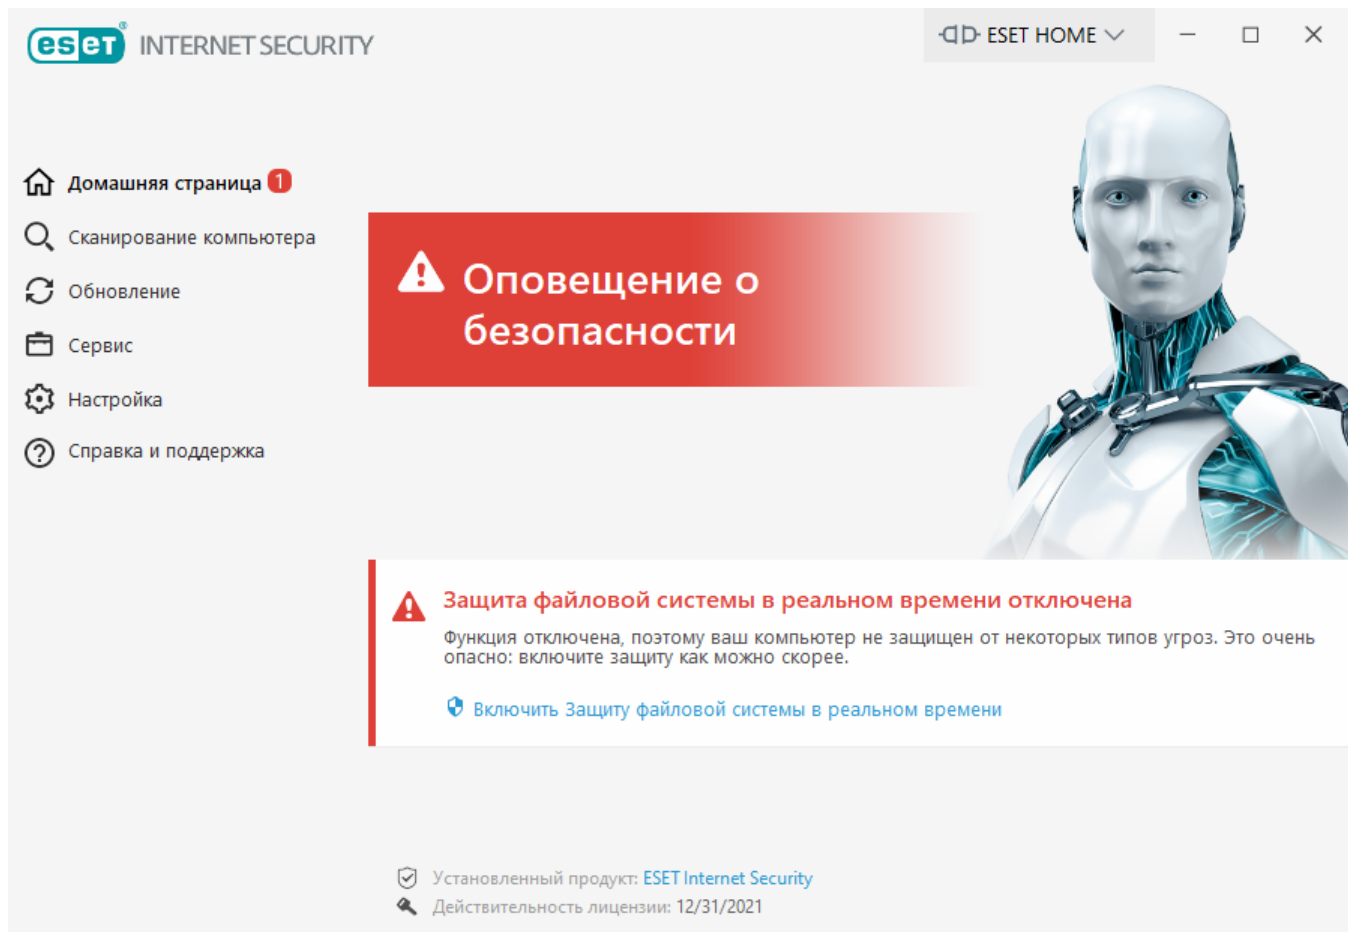 eset® INTERNET SECURITY
ESET HOME
Домашняя страница 1
Сканирование компьютера
Обновление
Сервис
Настройка
Справка и поддержка
Оповещение о
безопасности
Защита файловой системы в реальном времени отключена
Функция отключена, поэтому ваш компьютер не защищен от некоторых типов угроз. Это очень
опасно: включите защиту как можно скорее.
Включить Защиту файловой системы в реальном времени
Установленный продукт: ESET Internet Security
Действительность лицензии: 12/31/2021